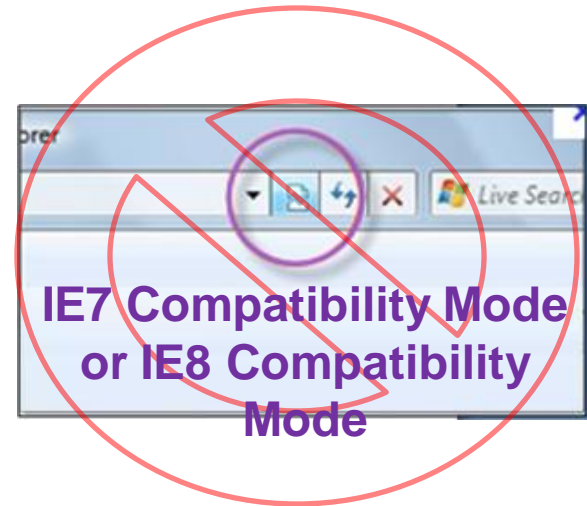 orer
Live Searc
IE7 Compatibility Mode
or IE8 Compatibility
Mode